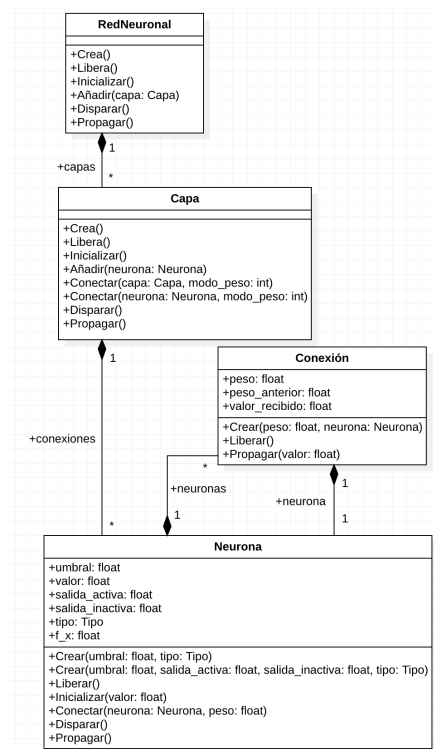 RedNeuronal
+Crea()
+Libera()
+Inicializar()
+Añadir(capa: Capa)
+Disparar()
+Propagar()
1
+capas
*
Capa
+Crea()
+Libera()
+Inicializar()
+Añadir(neurona: Neurona)
+Conectar(capa: Capa, modo_peso: int)
+Conectar(neurona: Neurona, modo_peso: int)
+Disparar()
+Propagar()
1
Conexión
+peso: float
+peso_anterior: float
+valor_recibido: float
+Crear(peso: float, neurona: Neurona)
+Liberar()
+Propagar(valor: float)
+conexiones
*
1
+neuronas
+neurona
1
1
*
Neurona
+umbral: float
+valor: float
+salida_activa: float
+salida_inactiva: float
+tipo: Tipo
+f_x: float
+Crear(umbral: float, tipo: Tipo)
+Crear(umbral: float, salida_activa: float, salida_inactiva: float, tipo: Tipo)
+Liberar()
+Inicializar(valor: float)
+Conectar(neurona: Neurona, peso: float)
+Disparar()
+Propagar()